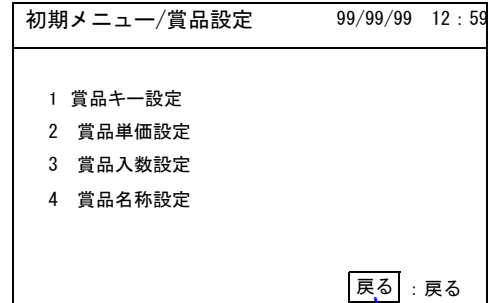 初期メニュー/賞品設定 99/99/99 12:59
1 賞品キー設定
2 賞品単価設定
3 賞品入数設定
4 賞品名称設定
戻る :戻る